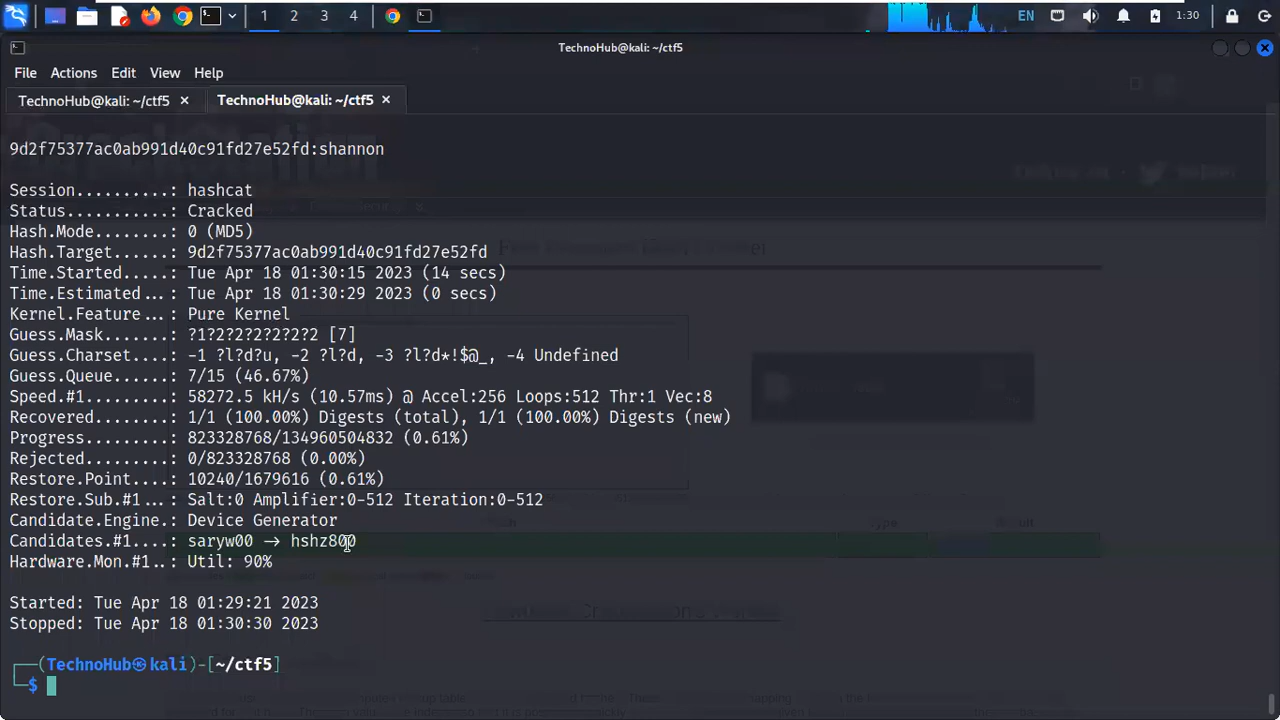 1 2 3 4 EN 1:30
TechnoHub@kali: ~/ctf5
File Actions Edit View Help
TechnoHub@kali: ~/ctf5 × TechnoHub@kali: ~/ctf5 ×
9d2f75377ac0ab991d40c91fd27e52fd:shannon
Session..........: hashcat
Status...........: Cracked
Hash.Mode........: 0 (MD5)
Hash.Target......: 9d2f75377ac0ab991d40c91fd27e52fd
Time.Started.....: Tue Apr 18 01:30:15 2023 (14 secs)
Time.Estimated...: Tue Apr 18 01:30:29 2023 (0 secs)
Kernel.Feature...: Pure Kernel
Guess.Mask.......: ?1?2?2?2?2?2?2 [7]
Guess.Charset....: -1 ?l?d?u, -2 ?l?d, -3 ?l?d*!$@_, -4 Undefined
Guess.Queue......: 7/15 (46.67%)
Speed.#1.........: 58272.5 kH/s (10.57ms) @ Accel:256 Loops:512 Thr:1 Vec:8
Recovered........: 1/1 (100.00%) Digests (total), 1/1 (100.00%) Digests (new)
Progress.........: 823328768/134960504832 (0.61%)
Rejected.........: 0/823328768 (0.00%)
Restore.Point....: 10240/1679616 (0.61%)
Restore.Sub.#1...: Salt:0 Amplifier:0-512 Iteration:0-512
Candidate.Engine.: Device Generator
Candidates.#1....: saryw00 -> hshz800
Hardware.Mon.#1..: Util: 90%
Started: Tue Apr 18 01:29:21 2023
Stopped: Tue Apr 18 01:30:30 2023
┌──(TechnoHub㉿kali)-[~/ctf5]
└─$